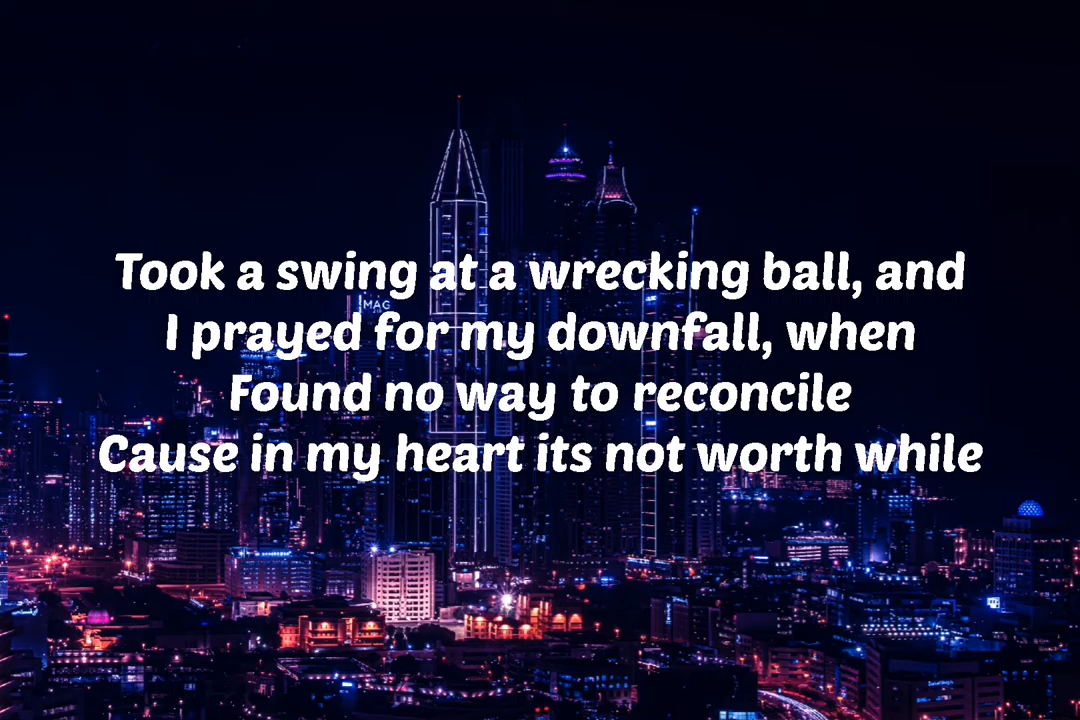 MAG
Took a swing at a wrecking ball, and
I prayed for my downfall, when
Found no way to reconcile
Cause in my heart its not worth while